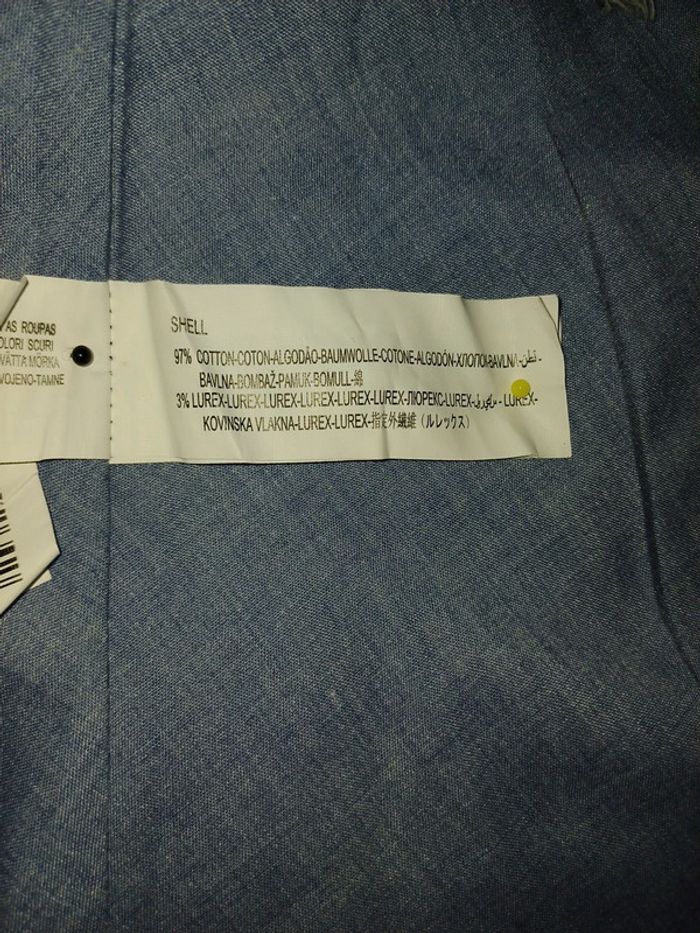 AS ROUPAS
OLORI SCURI
VÄTTA MÖRKA
VOJENO-TAMNE
SHELL
97% COTTON-COTON-ALGODÃO-BAUMWOLLE-COTONE-ALGODÓN-ХЛОПОК-BAVLNA-قطن-
BAVLNA-BOMBAŽ-PAMUK-BOMULL-綿
3% LUREX-LUREX-LUREX-LUREX-LUREX-LUREX-ЛЮРЕКС-LUREX-ليوركس-LUREX-
KOVINSKA VLAKNA-LUREX-LUREX-指定外繊維(ルレックス)